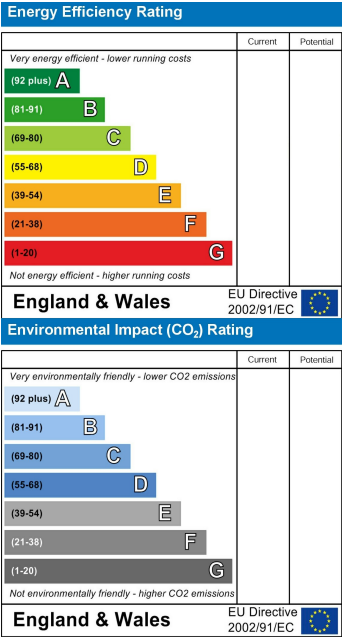 Energy Efficiency Rating
Current Potential
Very energy efficient - lower running costs
(92 plus) A
(81-91) B
(69-80) C
(55-68) D
(39-54) E
(21-38) F
(1-20) G
Not energy efficient - higher running costs
England & Wales
EU Directive
2002/91/EC
Environmental Impact (CO₂) Rating
Current Potential
Very environmentally friendly - lower CO2 emissions
(92 plus) A
(81-91) B
(69-80) C
(55-68) D
(39-54) E
(21-38) F
(1-20) G
Not environmentally friendly - higher CO2 emissions
England & Wales
EU Directive
2002/91/EC